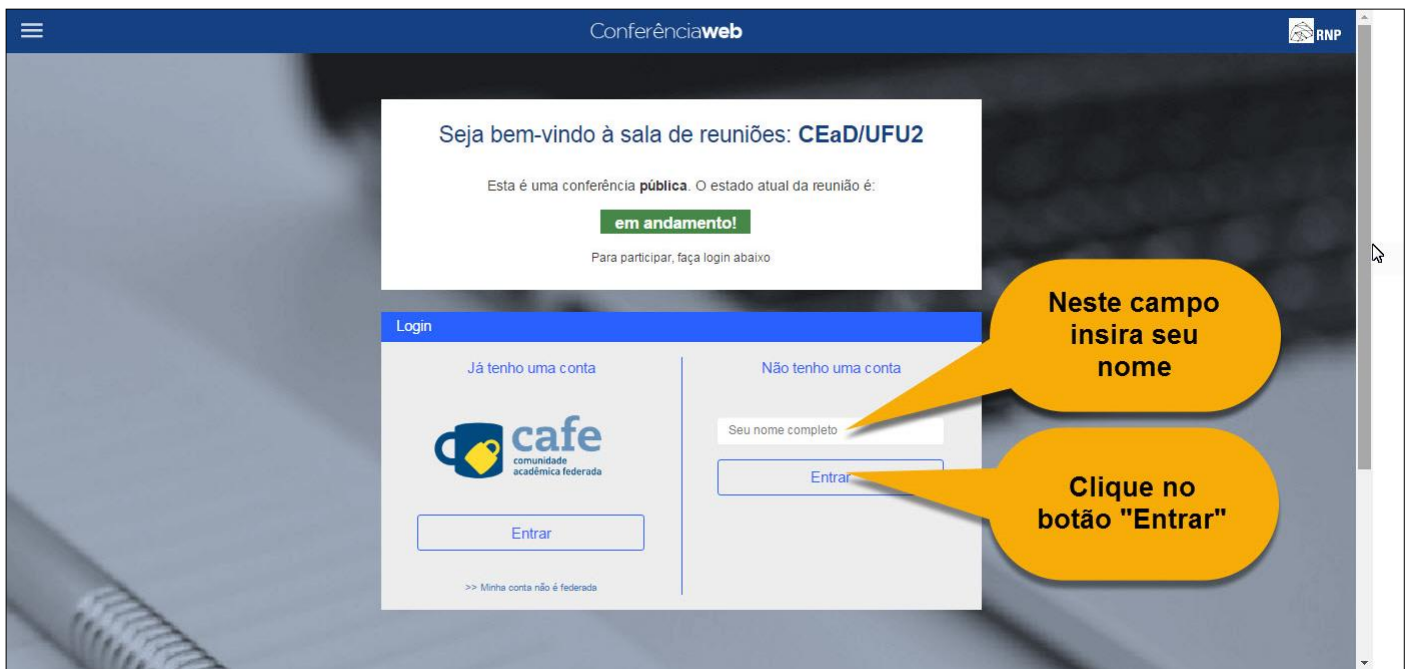 Conferênciaweb
RNP
Seja bem-vindo à sala de reuniões: CEaD/UFU2
Esta é uma conferência pública. O estado atual da reunião é:
em andamento!
Para participar, faça login abaixo
Login
Já tenho uma conta
cafe
comunidade
acadêmica federada
Entrar
>> Minha conta não é federada
Não tenho uma conta
Seu nome completo
Entrar
Neste campo
insira seu
nome
Clique no
botão "Entrar"